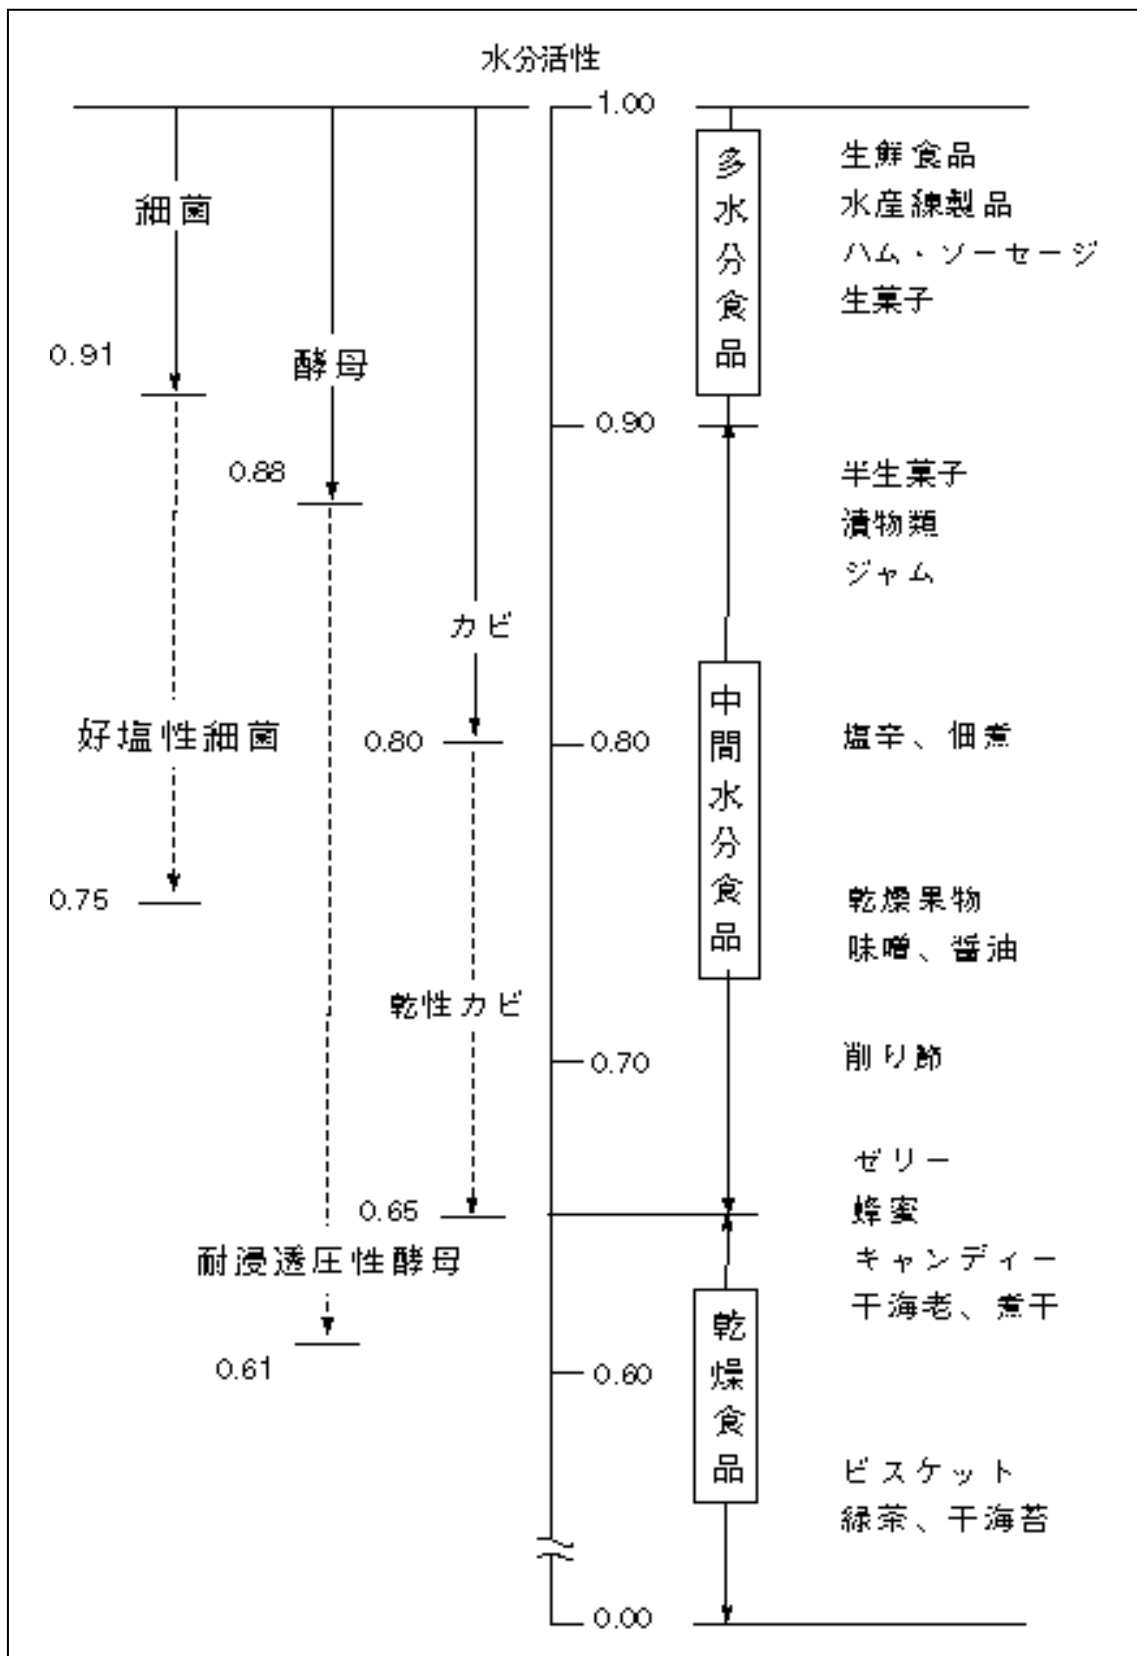 水分活性
1.00
多水分食品
生鮮食品
水産練製品
ハム・ソーセージ
生菓子
細菌
0.91
酵母
0.90
0.88
半生菓子
漬物類
ジャム
カビ
中間水分食品
好塩性細菌
0.80
0.80
塩辛、佃煮
0.75
乾燥果物
味噌、醤油
乾性カビ
0.70
削り節
ゼリー
0.65
蜂蜜
耐浸透圧性酵母
キャンディー
干海老、煮干
乾燥食品
0.61
0.60
ビスケット
緑茶、干海苔
0.00